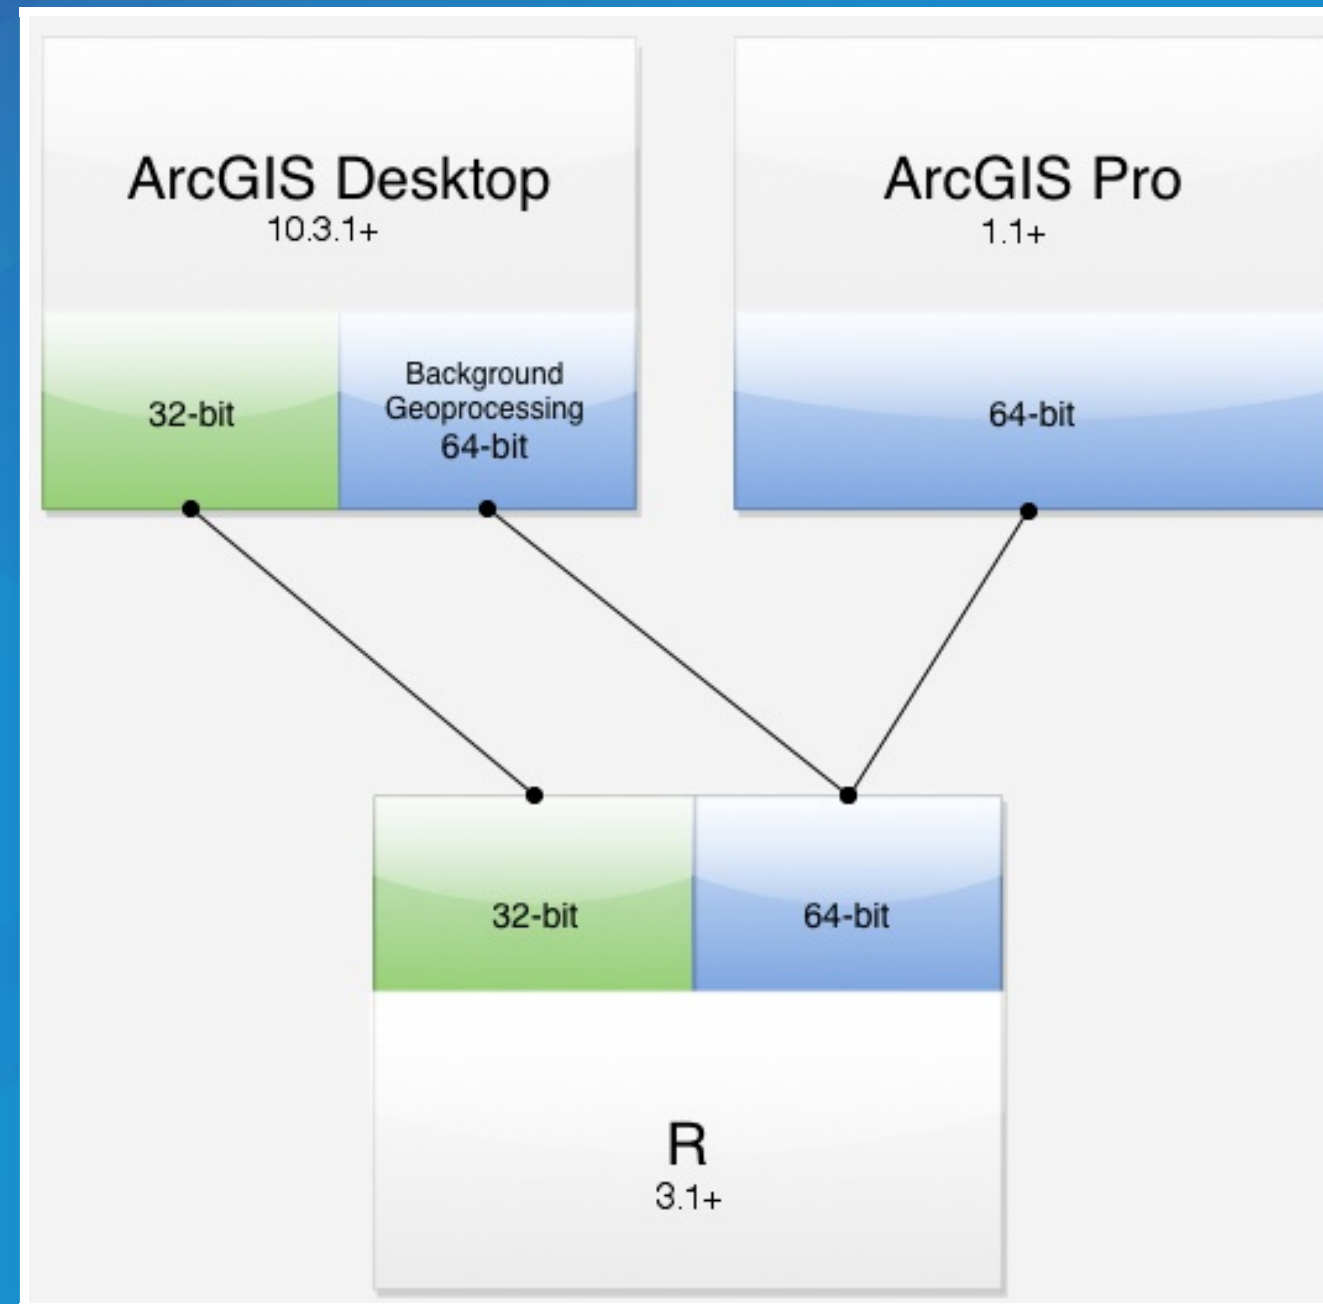 ArcGIS Desktop
10.3.1+
32-bit
Background
Geoprocessing
64-bit
ArcGIS Pro
1.1+
64-bit
32-bit
64-bit
R
3.1+